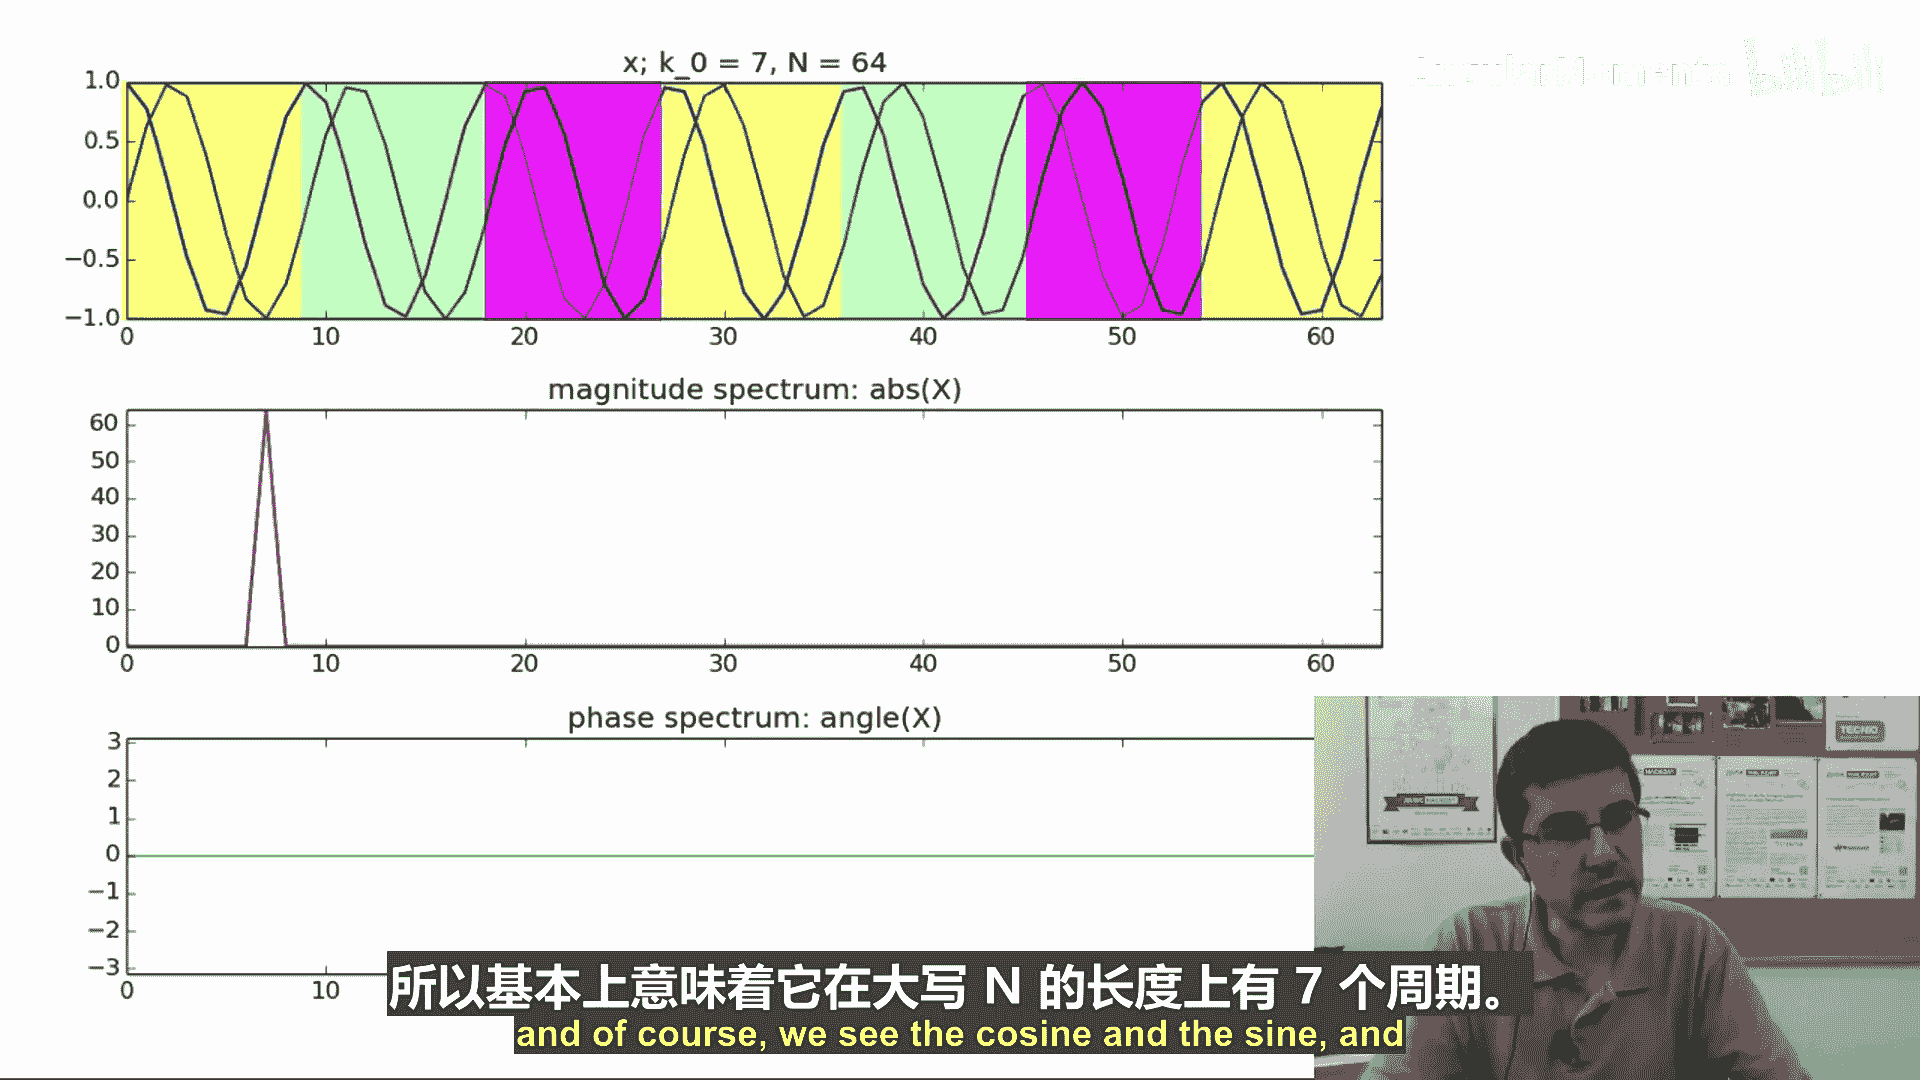 x; k_0 = 7, N = 64
1.0
0.5
0.0
−0.5
−1.0
0 10 20 30 40 50 60
magnitude spectrum: abs(X)
60
50
40
30
20
10
0
0 10 20 30 40 50 60
phase spectrum: angle(X)
3
2
1
0
−1
−2
−3
0 10
TECNIO
所以基本上意味着它在大写 N 的长度上有 7 个周期。
and of course, we see the cosine and the sine, and